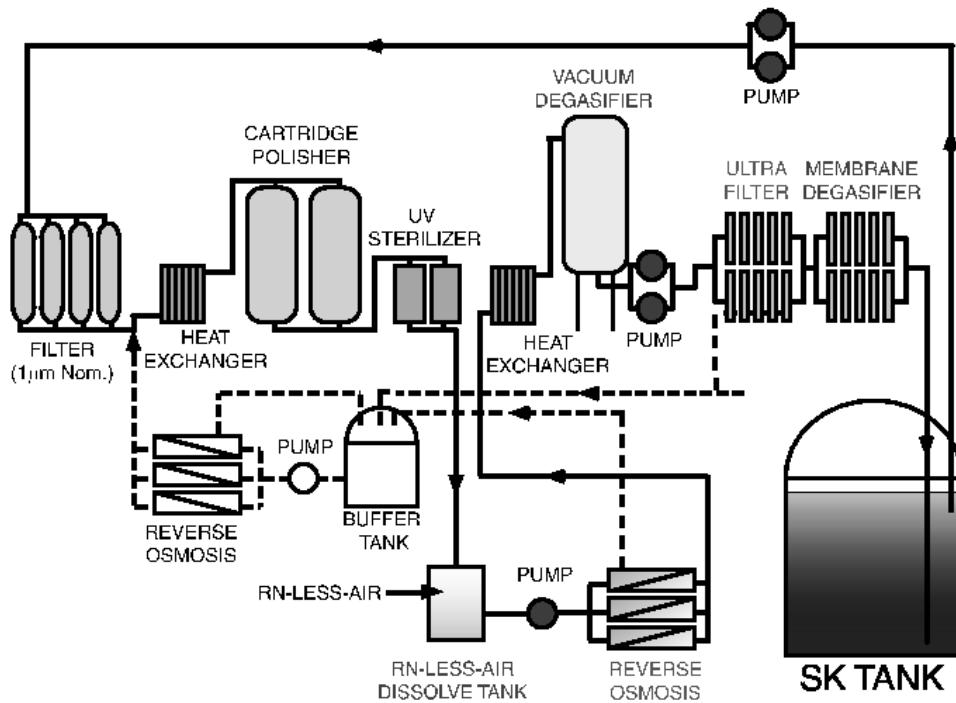 PUMP
VACUUM
DEGASIFIER
CARTRIDGE
POLISHER
ULTRA
FILTER
MEMBRANE
DEGASIFIER
UV
STERILIZER
HEAT
EXCHANGER
FILTER
(1μm Nom.)
HEAT
EXCHANGER
PUMP
PUMP
REVERSE
OSMOSIS
BUFFER
TANK
RN-LESS-AIR
PUMP
RN-LESS-AIR
DISSOLVE TANK
REVERSE
OSMOSIS
SK TANK